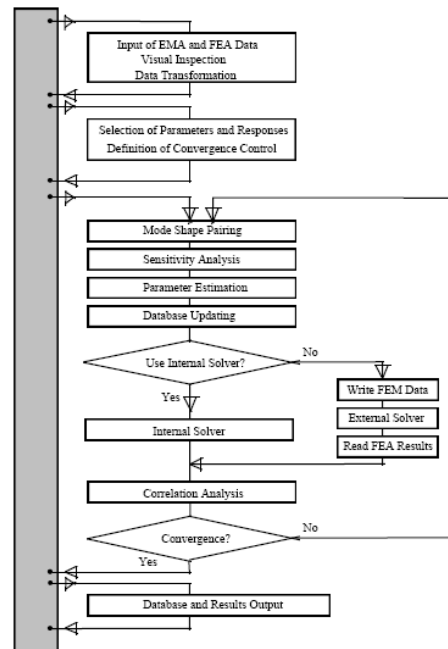 Input of EMA and FEA Data
Visual Inspection
Data Transformation
Selection of Parameters and Responses
Definition of Convergence Control
Mode Shape Pairing
Sensitivity Analysis
Parameter Estimation
Database Updating
Use Internal Solver?
No
Yes
Write FEM Data
External Solver
Read FEA Results
Internal Solver
Correlation Analysis
Convergence?
No
Yes
Database and Results Output